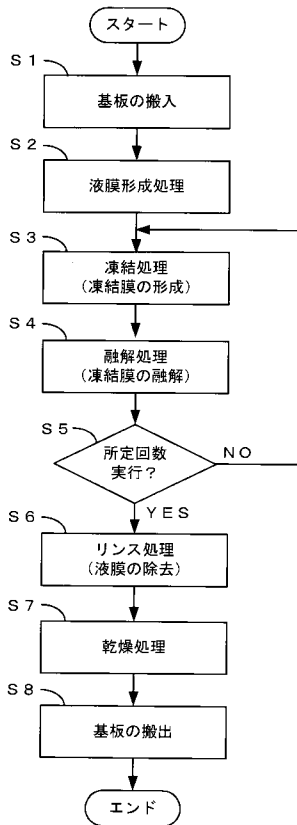 スタート
S1
基板の搬入
S2
液膜形成処理
S3
凍結処理
(凍結膜の形成)
S4
融解処理
(凍結膜の融解)
S5
所定回数
実行?
NO
YES
S6
リンス処理
(液膜の除去)
S7
乾燥処理
S8
基板の搬出
エンド